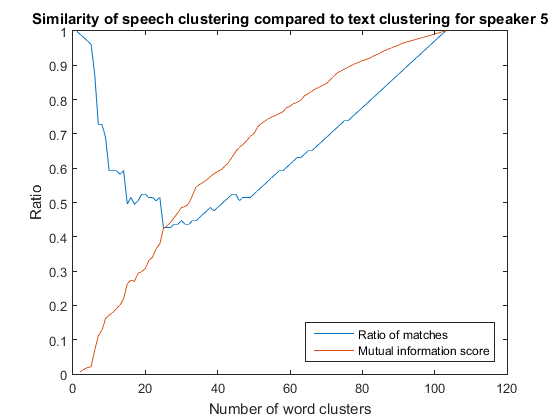 Similarity of speech clustering compared to text clustering for speaker 5
1
0.9
0.8
0.7
0.6
0.5
0.4
0.3
0.2
0.1
0
Ratio
Ratio of matches
Mutual information score
0 20 40 60 80 100 120
Number of word clusters